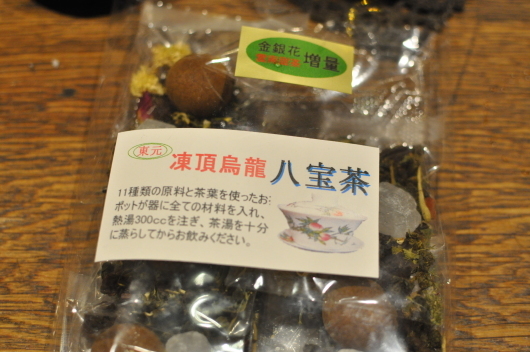 金銀花
増量
東元
凍頂烏龍 八宝茶
11種類の原料と茶葉を使ったお
ポットが器に全ての材料を入れ、
熱湯300ccを注ぎ、茶湯を十分
に蒸らしてからお飲みください。